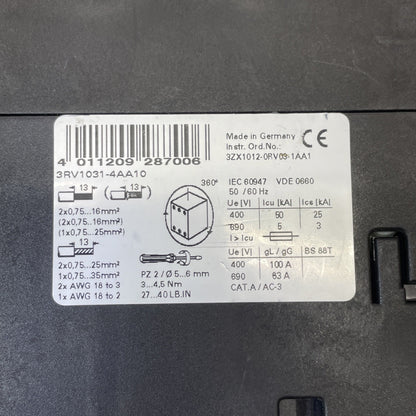 4 011209 287006
3RV1031-4AA10
Made in Germany
Instr. Ord.No.:
3ZX1012-0RV03-1AA1
CE
13 ( 13 )
2x0,75...16mm²
(2x0,75...16mm²)
(1x0,75...25mm²)
13
2x0,75...25mm²
1x0,75...35mm²
2x AWG 18 to 3
1x AWG 18 to 2
360°
PZ 2 / Ø 5...6 mm
3...4,5 Nm
27...40 LB.IN
IEC 60947 VDE 0660
50 / 60 Hz
Ue [V] Icu [kA] Ics [kA]
400 50 25
690 6 3
I > Icu
Ue [V] gL / gG BS 88T
400 100 A
690 63 A
CAT.A / AC-3